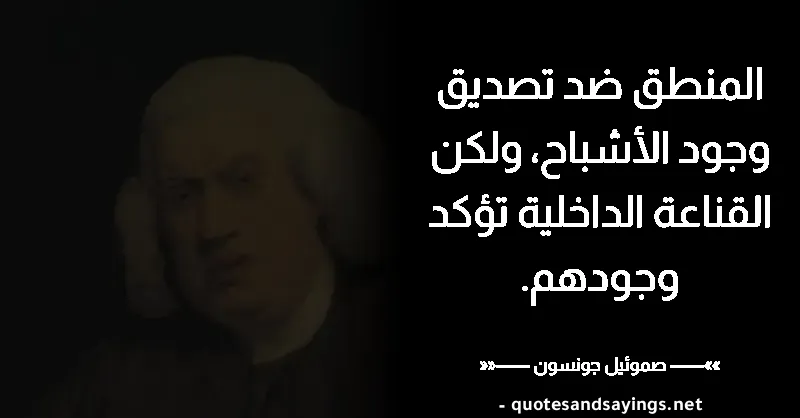 المنطق ضد تصديق
وجود الأشباح، ولكن
القناعة الداخلية تؤكد
وجودهم.
»»—— صموئيل جونسون ——««
- quotesandsayings.net